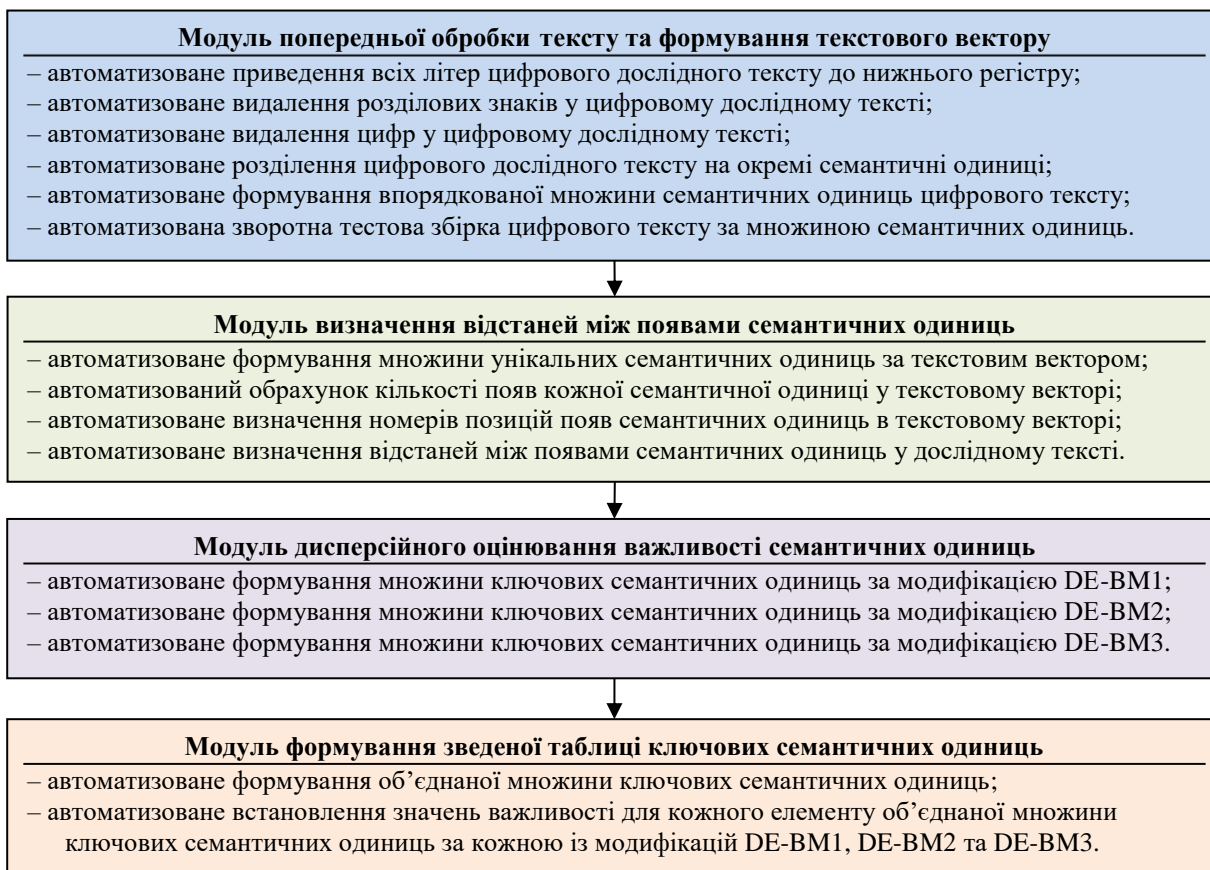 Модуль попередньої обробки тексту та формування текстового вектору
– автоматизоване приведення всіх літер цифрового дослідного тексту до нижнього регістру;
– автоматизоване видалення розділових знаків у цифровому дослідному тексті;
– автоматизоване видалення цифр у цифровому дослідному тексті;
– автоматизоване розділення цифрового дослідного тексту на окремі семантичні одиниці;
– автоматизоване формування впорядкованої множини семантичних одиниць цифрового тексту;
– автоматизована зворотна тестова збірка цифрового тексту за множиною семантичних одиниць.
Модуль визначення відстаней між появами семантичних одиниць
– автоматизоване формування множини унікальних семантичних одиниць за текстовим вектором;
– автоматизований обрахунок кількості появ кожної семантичної одиниці у текстовому векторі;
– автоматизоване визначення номерів позицій появ семантичних одиниць в текстовому векторі;
– автоматизоване визначення відстаней між появами семантичних одиниць у дослідному тексті.
Модуль дисперсійного оцінювання важливості семантичних одиниць
– автоматизоване формування множини ключових семантичних одиниць за модифікацією DE-BM1;
– автоматизоване формування множини ключових семантичних одиниць за модифікацією DE-BM2;
– автоматизоване формування множини ключових семантичних одиниць за модифікацією DE-BM3.
Модуль формування зведеної таблиці ключових семантичних одиниць
– автоматизоване формування об’єднаної множини ключових семантичних одиниць;
– автоматизоване встановлення значень важливості для кожного елементу об’єднаної множини
ключових семантичних одиниць за кожною із модифікацій DE-BM1, DE-BM2 та DE-BM3.